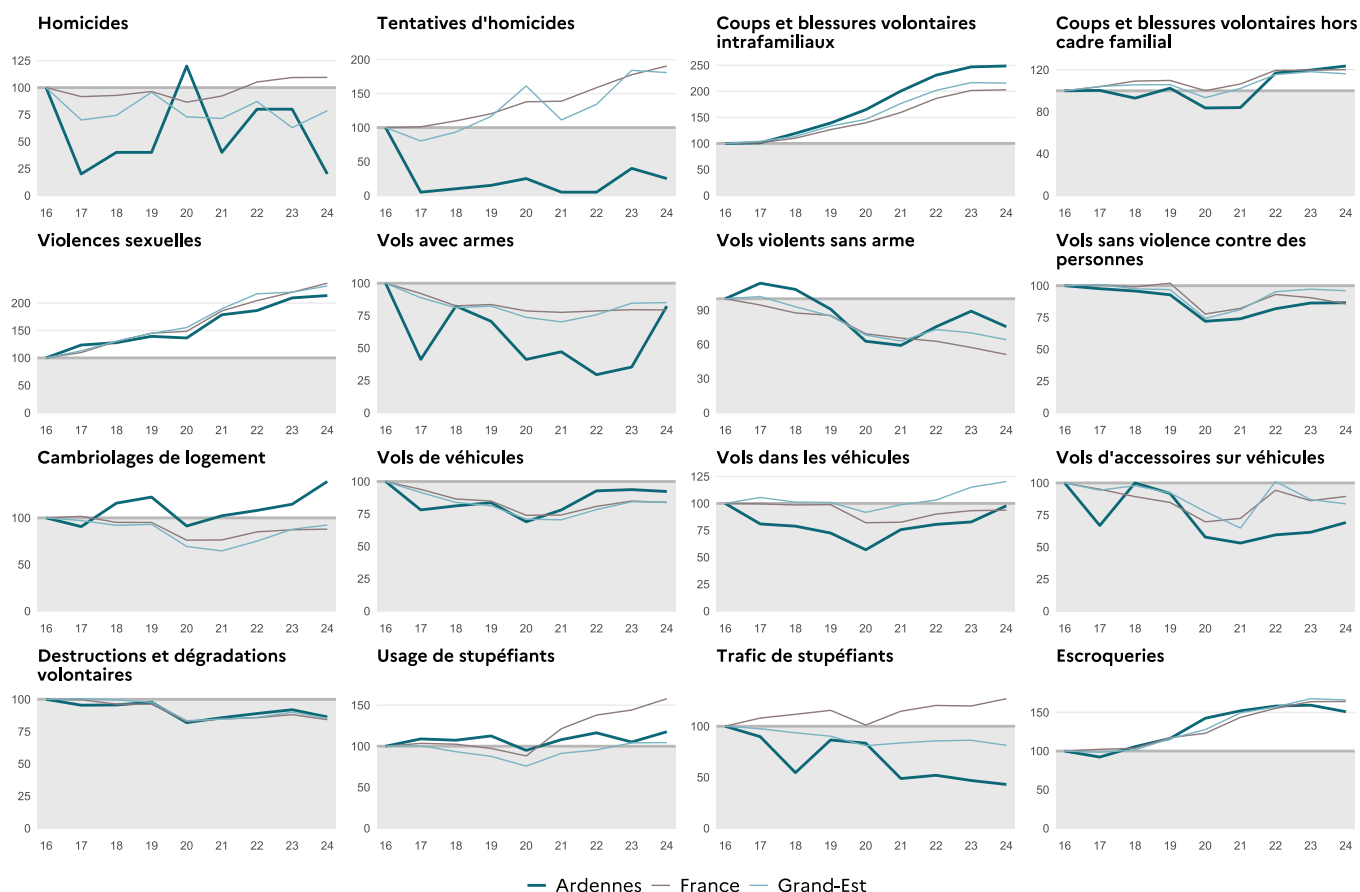 Homicides
125
100
75
50
25
0
16 17 18 19 20 21 22 23 24
Tentatives d'homicides
200
150
100
50
0
16 17 18 19 20 21 22 23 24
Coups et blessures volontaires
intrafamiliaux
250
200
150
100
50
0
16 17 18 19 20 21 22 23 24
Coups et blessures volontaires hors
cadre familial
120
80
40
0
16 17 18 19 20 21 22 23 24
Violences sexuelles
200
150
100
50
0
16 17 18 19 20 21 22 23 24
Vols avec armes
100
75
50
25
0
16 17 18 19 20 21 22 23 24
Vols violents sans arme
90
60
30
0
16 17 18 19 20 21 22 23 24
Vols sans violence contre des
personnes
100
75
50
25
0
16 17 18 19 20 21 22 23 24
Cambriolages de logement
100
50
0
16 17 18 19 20 21 22 23 24
Vols de véhicules
100
75
50
25
0
16 17 18 19 20 21 22 23 24
Vols dans les véhicules
125
100
75
50
25
0
16 17 18 19 20 21 22 23 24
Vols d'accessoires sur véhicules
100
75
50
25
0
16 17 18 19 20 21 22 23 24
Destructions et dégradations
volontaires
100
75
50
25
0
16 17 18 19 20 21 22 23 24
Usage de stupéfiants
150
100
50
0
16 17 18 19 20 21 22 23 24
Trafic de stupéfiants
100
50
0
16 17 18 19 20 21 22 23 24
Escroqueries
150
100
50
0
16 17 18 19 20 21 22 23 24
Ardennes France Grand-Est